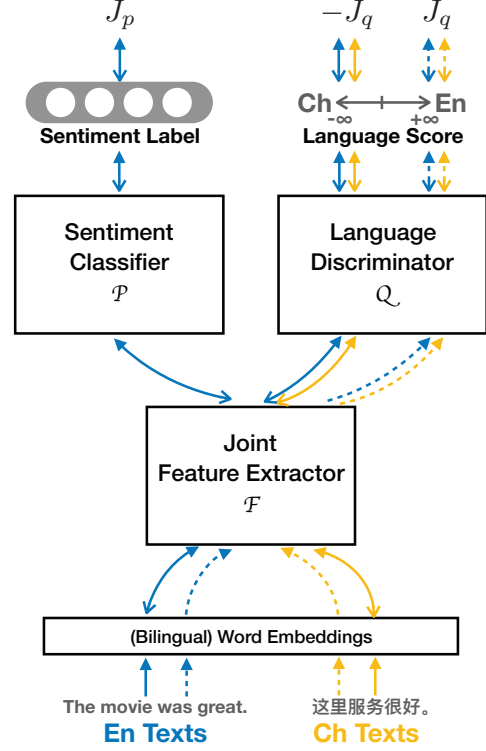 J_p
-J_q J_q
Ch En
-∞ +∞
Sentiment Label Language Score
Sentiment
Classifier
𝒫
Language
Discriminator
𝒬
Joint
Feature Extractor
ℱ
(Bilingual) Word Embeddings
The movie was great. 这里服务很好。
En Texts Ch Texts